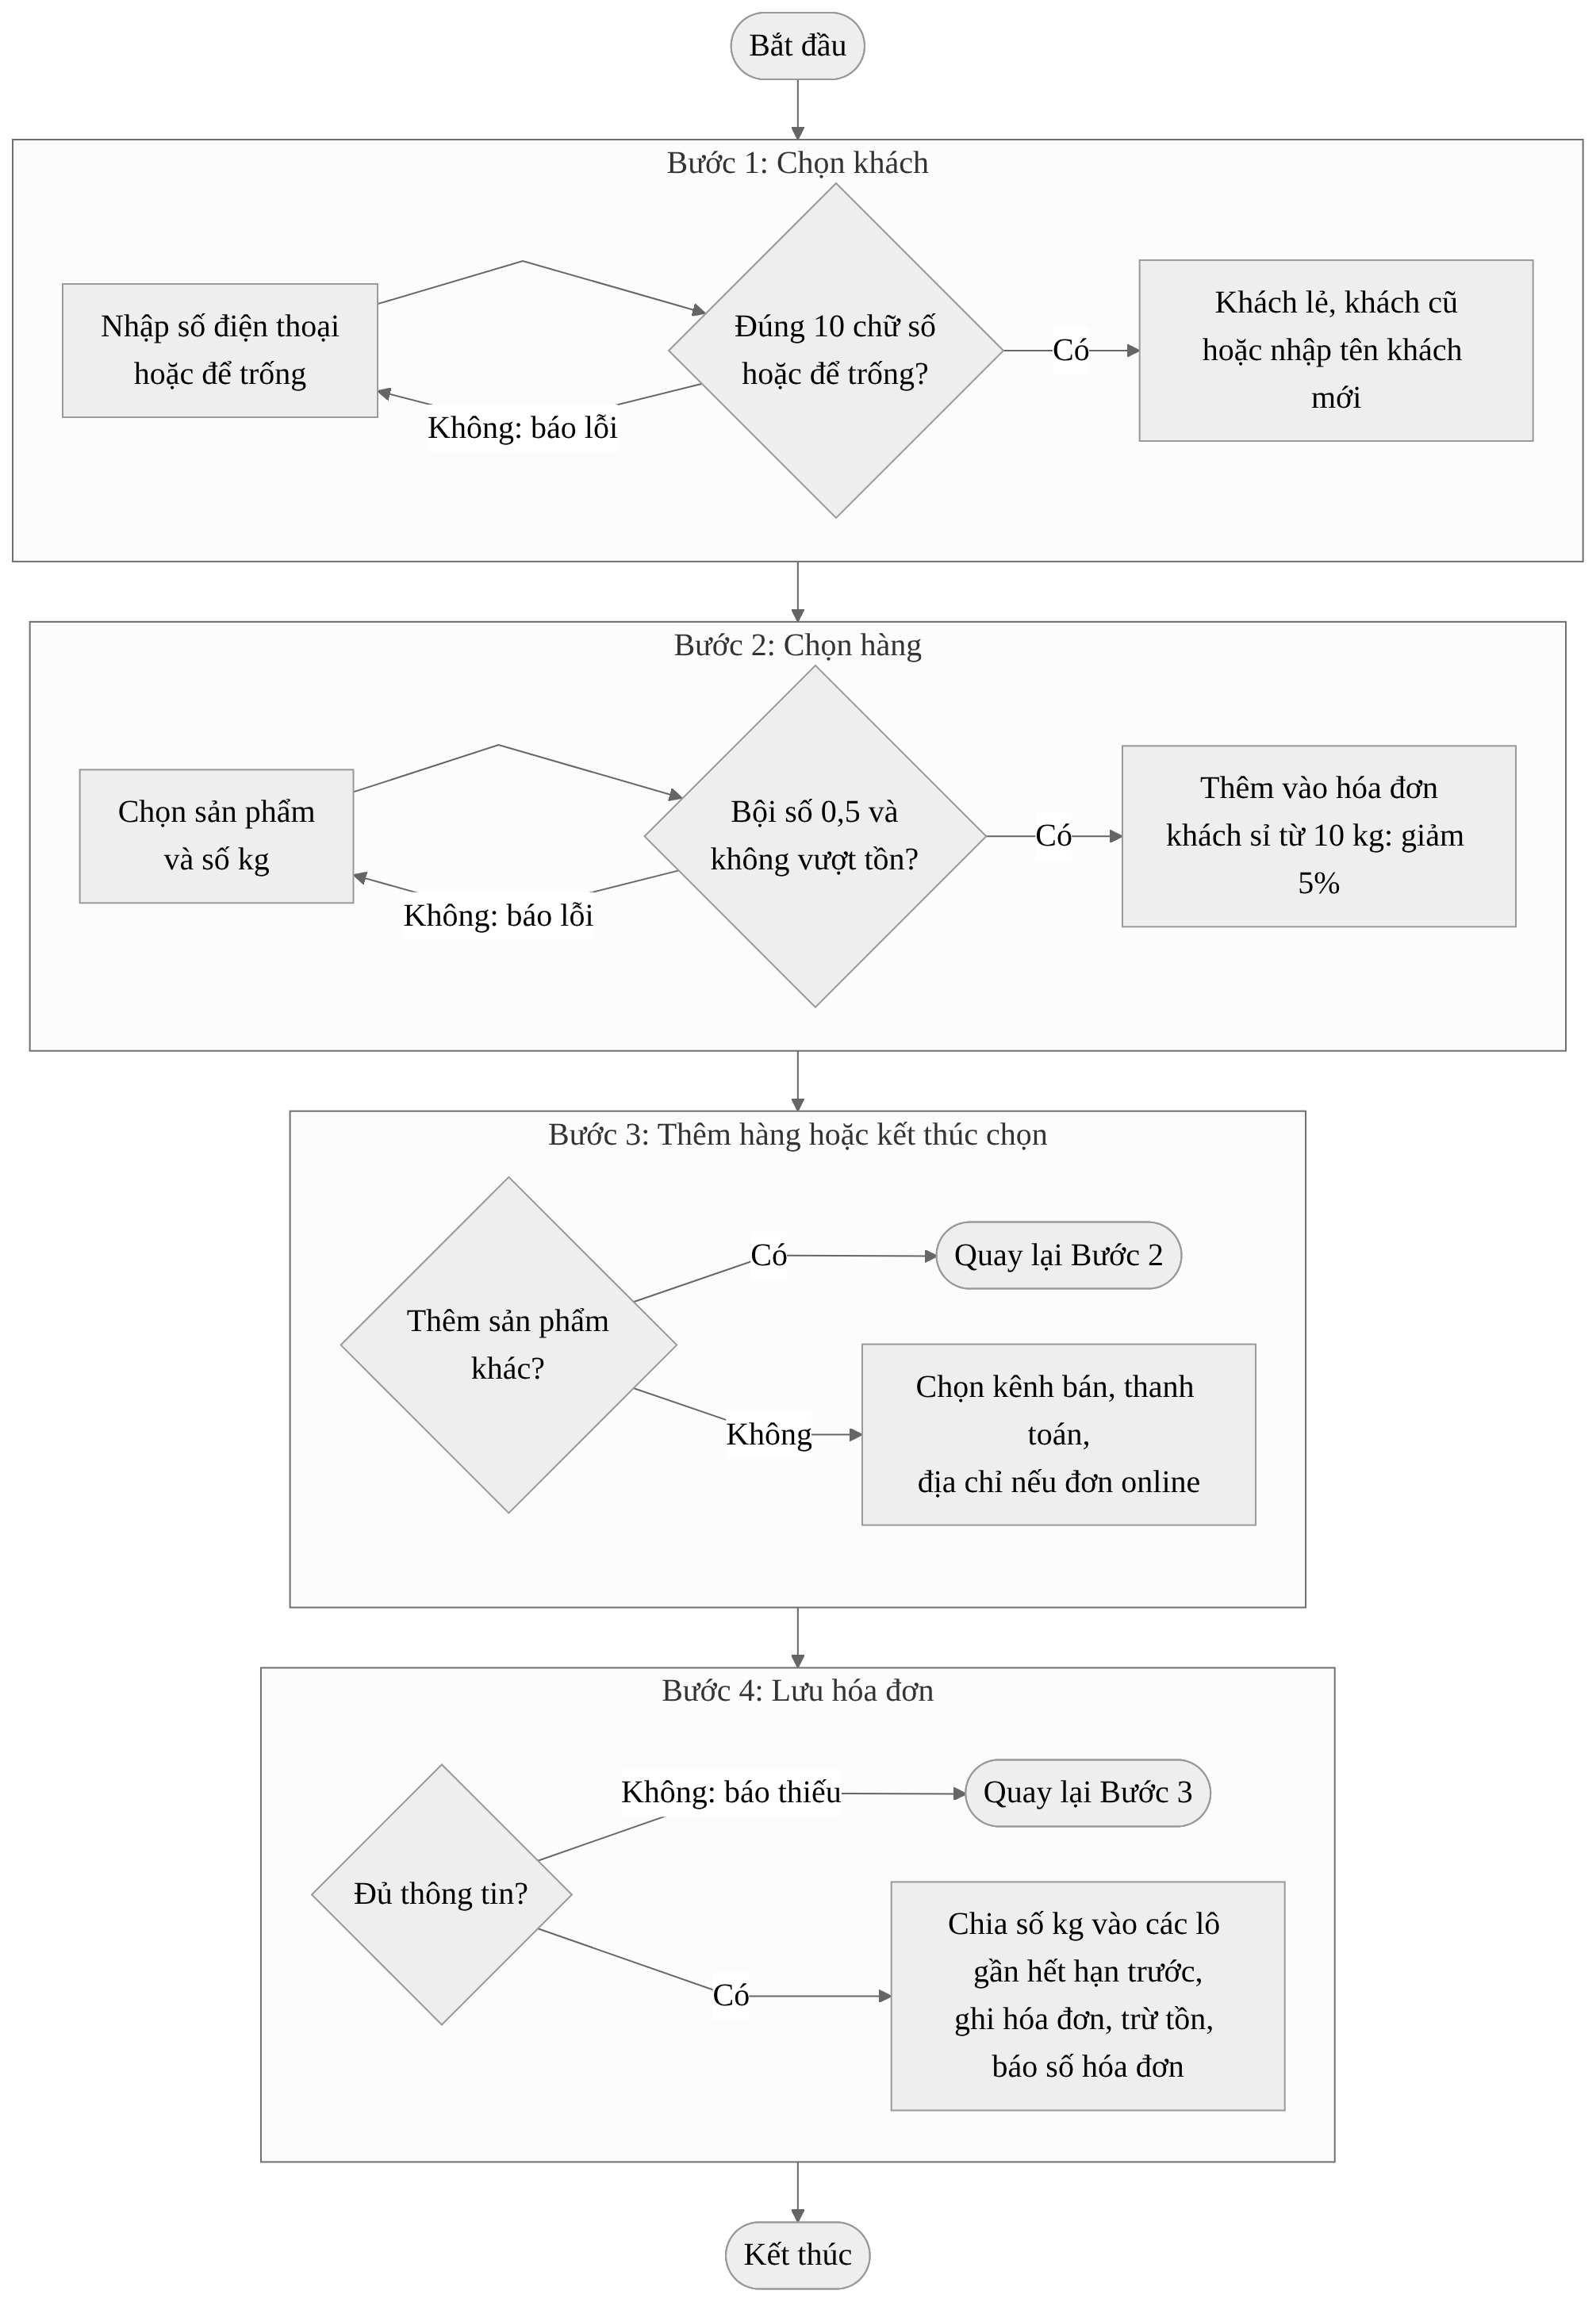 Bắt đầu
Bước 1: Chọn khách
Nhập số điện thoại
hoặc để trống
Đúng 10 chữ số
hoặc để trống?
Có
Khách lẻ, khách cũ
hoặc nhập tên khách
mới
Không: báo lỗi
Bước 2: Chọn hàng
Chọn sản phẩm
và số kg
Bội số 0,5 và
không vượt tồn?
Có
Thêm vào hóa đơn
khách sỉ từ 10 kg: giảm
5%
Không: báo lỗi
Bước 3: Thêm hàng hoặc kết thúc chọn
Thêm sản phẩm
khác?
Có
Quay lại Bước 2
Không
Chọn kênh bán, thanh
toán,
địa chỉ nếu đơn online
Bước 4: Lưu hóa đơn
Đủ thông tin?
Không: báo thiếu
Quay lại Bước 3
Có
Chia số kg vào các lô
gần hết hạn trước,
ghi hóa đơn, trừ tồn,
báo số hóa đơn
Kết thúc